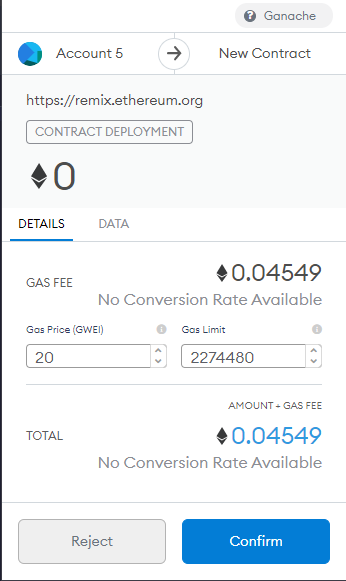 Ganache
Account 5
New Contract
https://remix.ethereum.org
CONTRACT DEPLOYMENT
0
DETAILS
DATA
GAS FEE
0.04549
No Conversion Rate Available
Gas Price (GWEI)
Gas Limit
20
2274480
AMOUNT + GAS FEE
TOTAL
0.04549
No Conversion Rate Available
Reject
Confirm